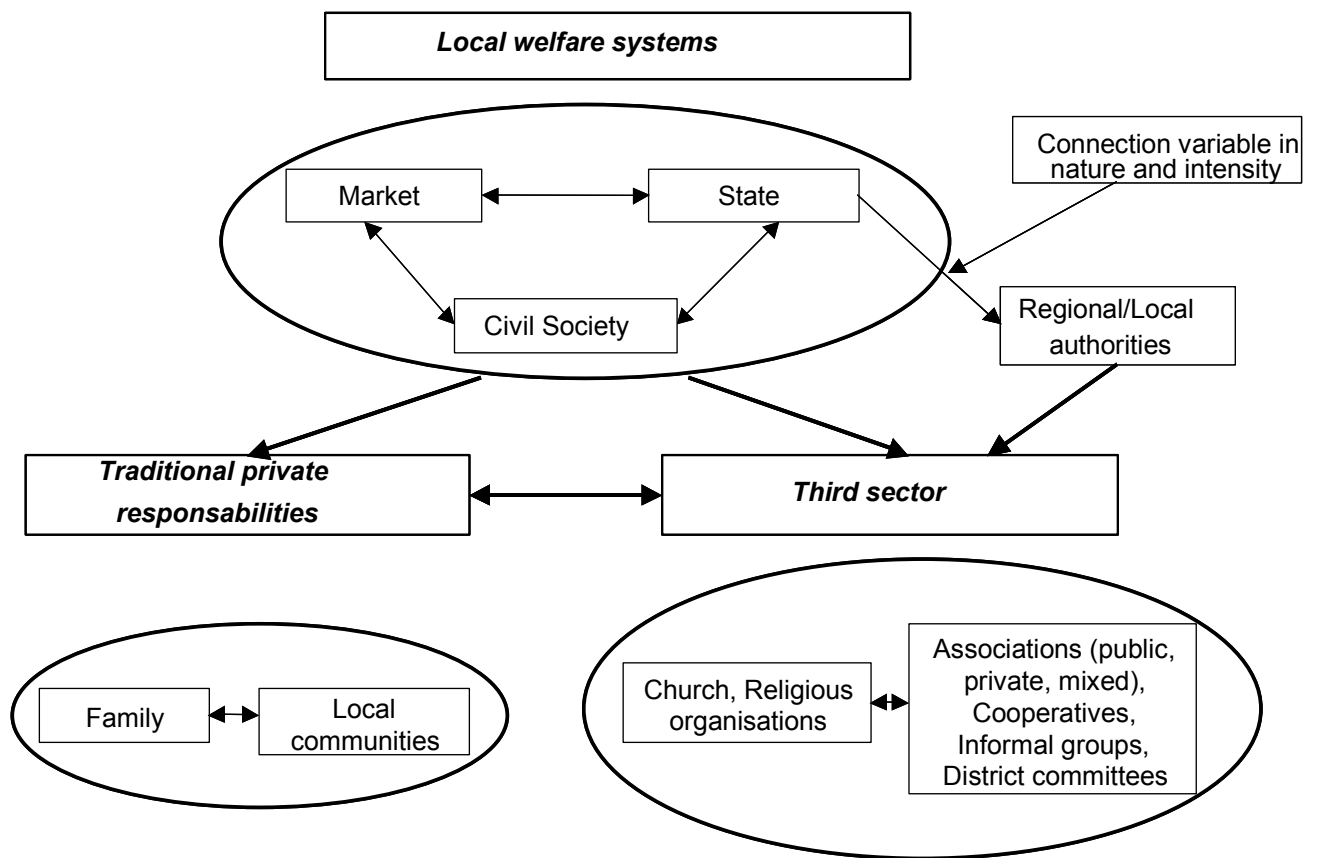 Local welfare systems
Connection variable in
nature and intensity
Market
State
Civil Society
Regional/Local
authorities
Traditional private
responsabilities
Third sector
Family
Local
communities
Church, Religious
organisations
Associations (public,
private, mixed),
Cooperatives,
Informal groups,
District committees